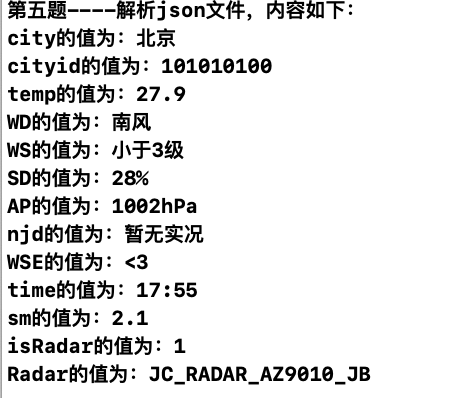 第五题----解析json文件，内容如下：
city的值为：北京
cityid的值为：101010100
temp的值为：27.9
WD的值为：南风
WS的值为：小于3级
SD的值为：28%
AP的值为：1002hPa
njd的值为：暂无实况
WSE的值为：<3
time的值为：17:55
sm的值为：2.1
isRadar的值为：1
Radar的值为：JC_RADAR_AZ9010_JB